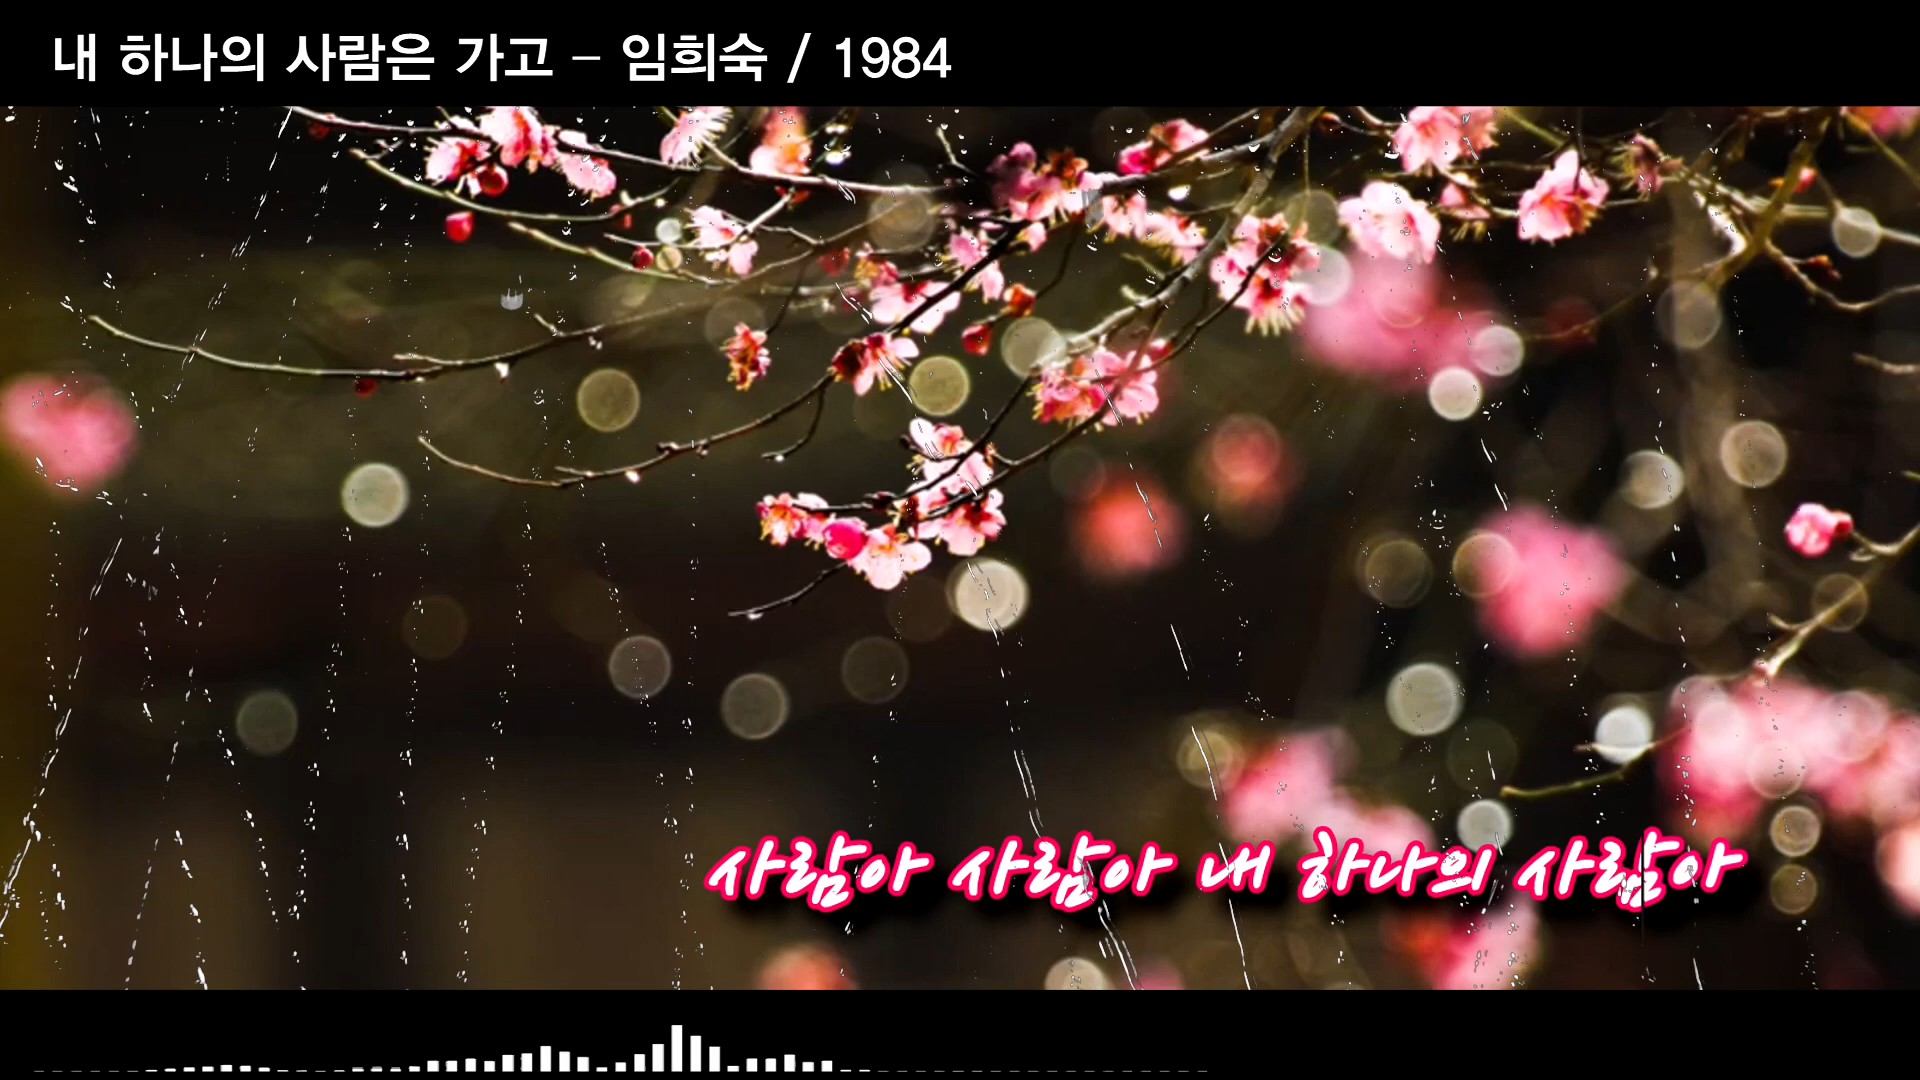 내 하나의 사람은 가고 - 임희숙 / 1984
사람아 사람아 내 하나의 사람아